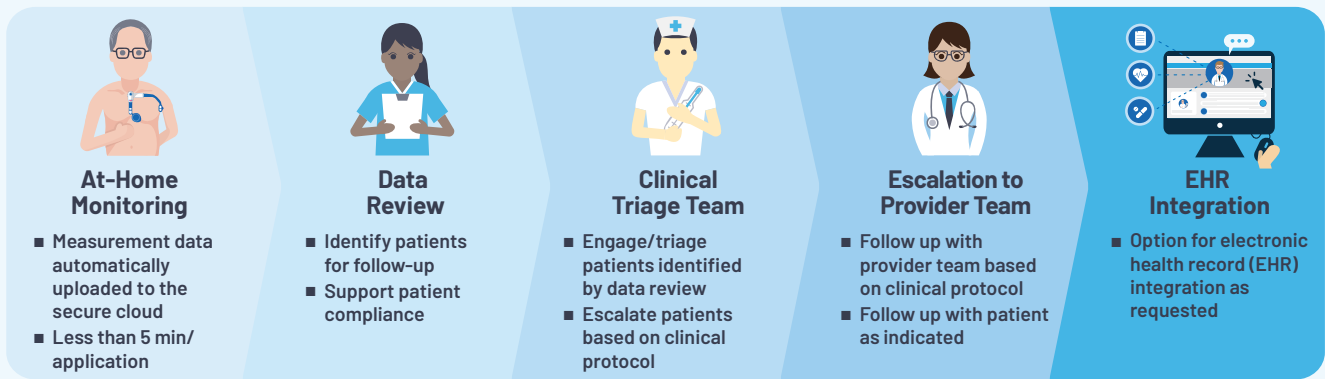 At-Home
Monitoring
■ Measurement data
automatically
uploaded to the
secure cloud
■ Less than 5 min/
application
Data
Review
■ Identify patients
for follow-up
■ Support patient
compliance
Clinical
Triage Team
■ Engage/triage
patients identified
by data review
■ Escalate patients
based on clinical
protocol
Escalation to
Provider Team
■ Follow up with
provider team based
on clinical protocol
■ Follow up with patient
as indicated
EHR
Integration
■ Option for electronic
health record (EHR)
integration as
requested